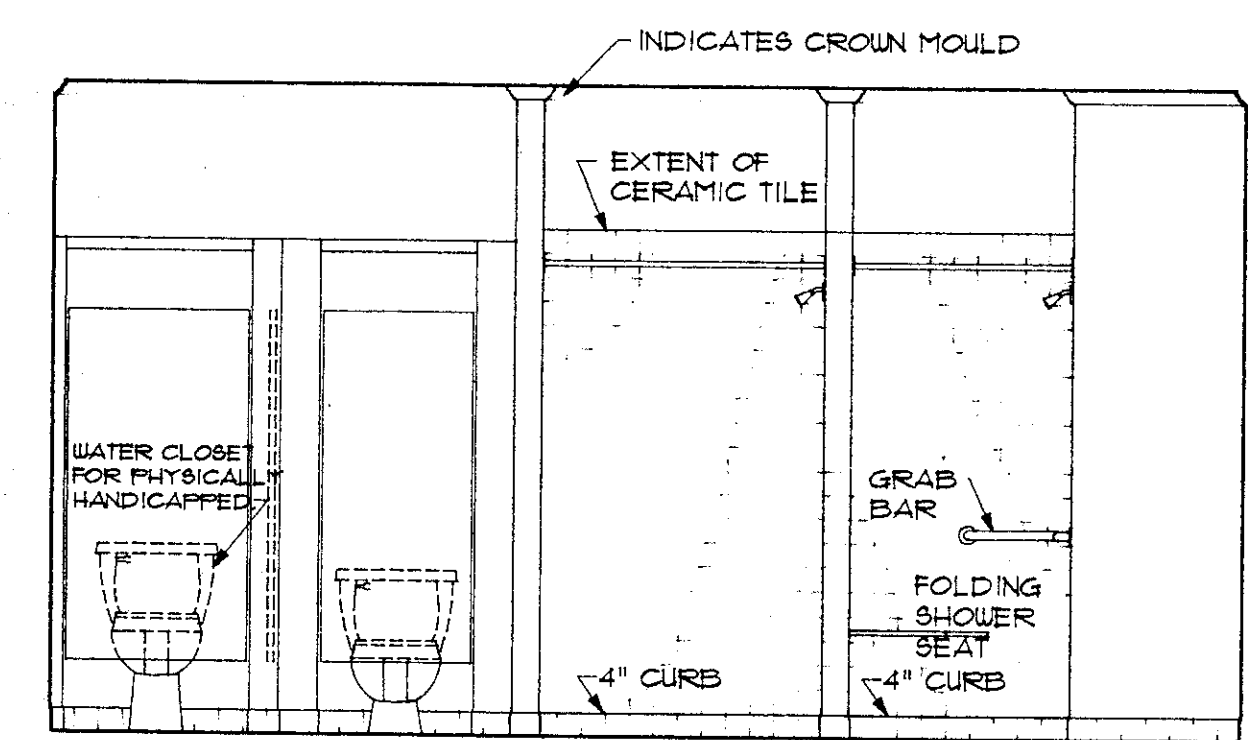 INDICATES CROWN MOULD
EXTENT OF
CERAMIC TILE
WATER CLOSET
FOR PHYSICALLY
HANDICAPPED
GRAB
BAR
FOLDING
SHOWER
SEAT
4" CURB
4" CURB